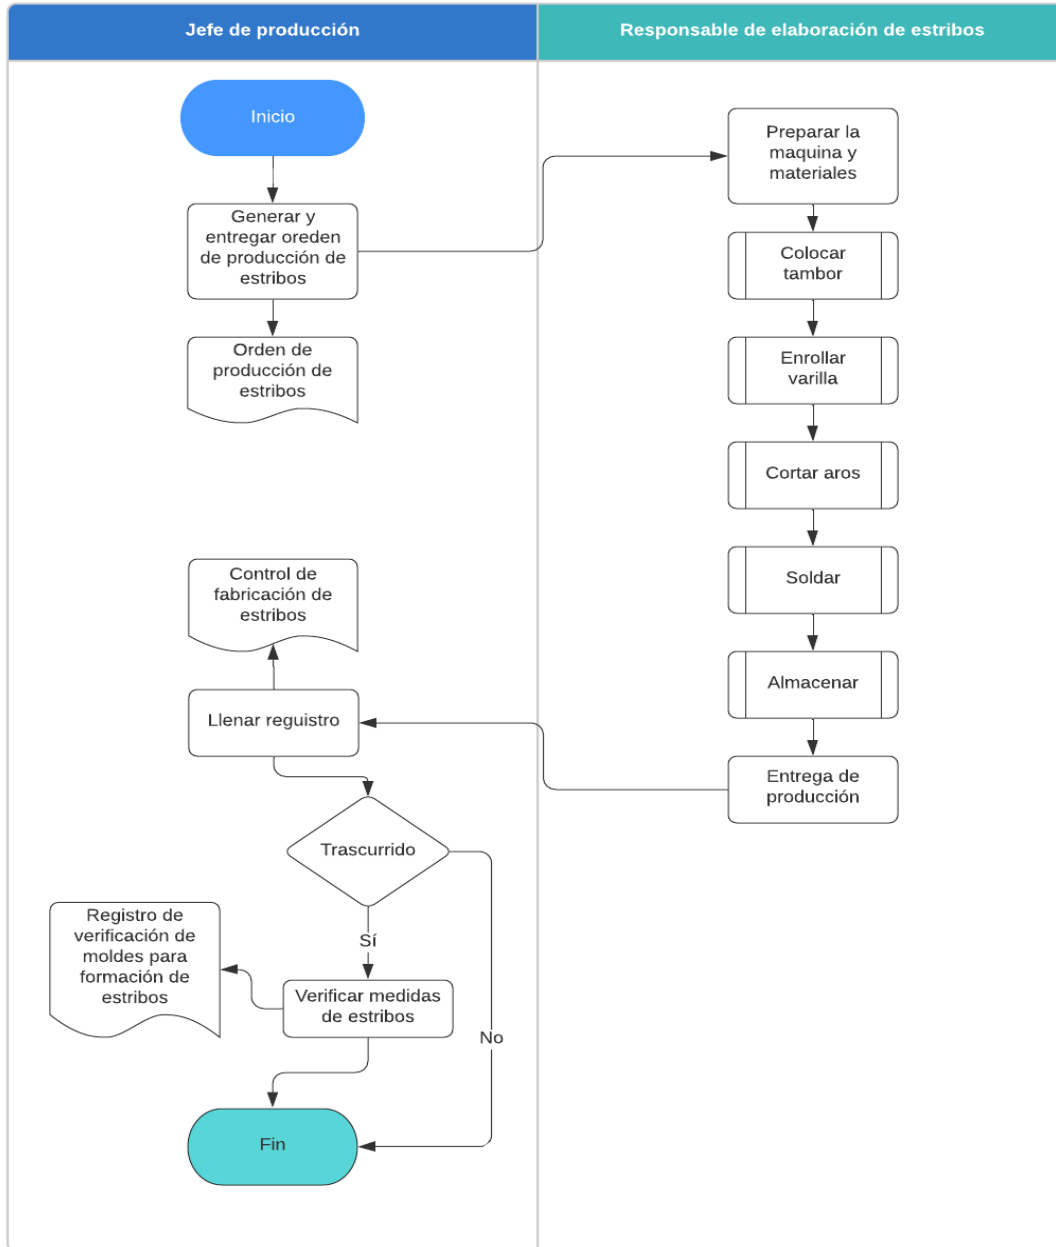 Jefe de producción
Responsable de elaboración de estribos
Inicio
Generar y
entregar oreden
de producción de
estribos
Orden de
producción de
estribos
Preparar la
maquina y
materiales
Colocar
tambor
Enrollar
varilla
Cortar aros
Soldar
Almacenar
Entrega de
producción
Control de
fabricación de
estribos
Llenar reguistro
Trascurrido
Sí
No
Registro de
verificación de
moldes para
formación de
estribos
Verificar medidas
de estribos
Fin